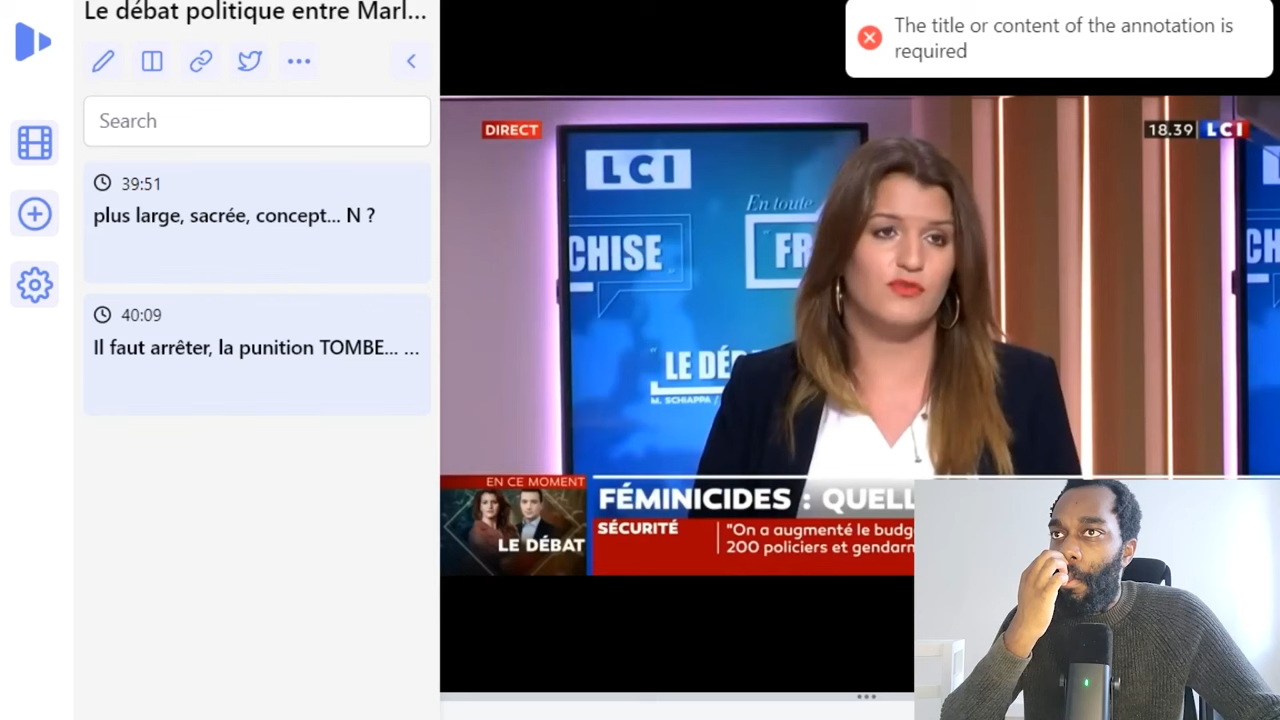 Le débat politique entre Marl...
Search
39:51
plus large, sacrée, concept... N ?
40:09
Il faut arrêter, la punition TOMBE... ...
The title or content of the annotation is
required
DIRECT
18.39 LCI
LCI
En toute
CHISE
" FR
CH
" LE DÉB
M. SCHIAPPA /
EN CE MOMENT
LE DÉBAT
FÉMINICIDES : QUELL
SÉCURITÉ
"On a augmenté le budg
200 policiers et gendarm